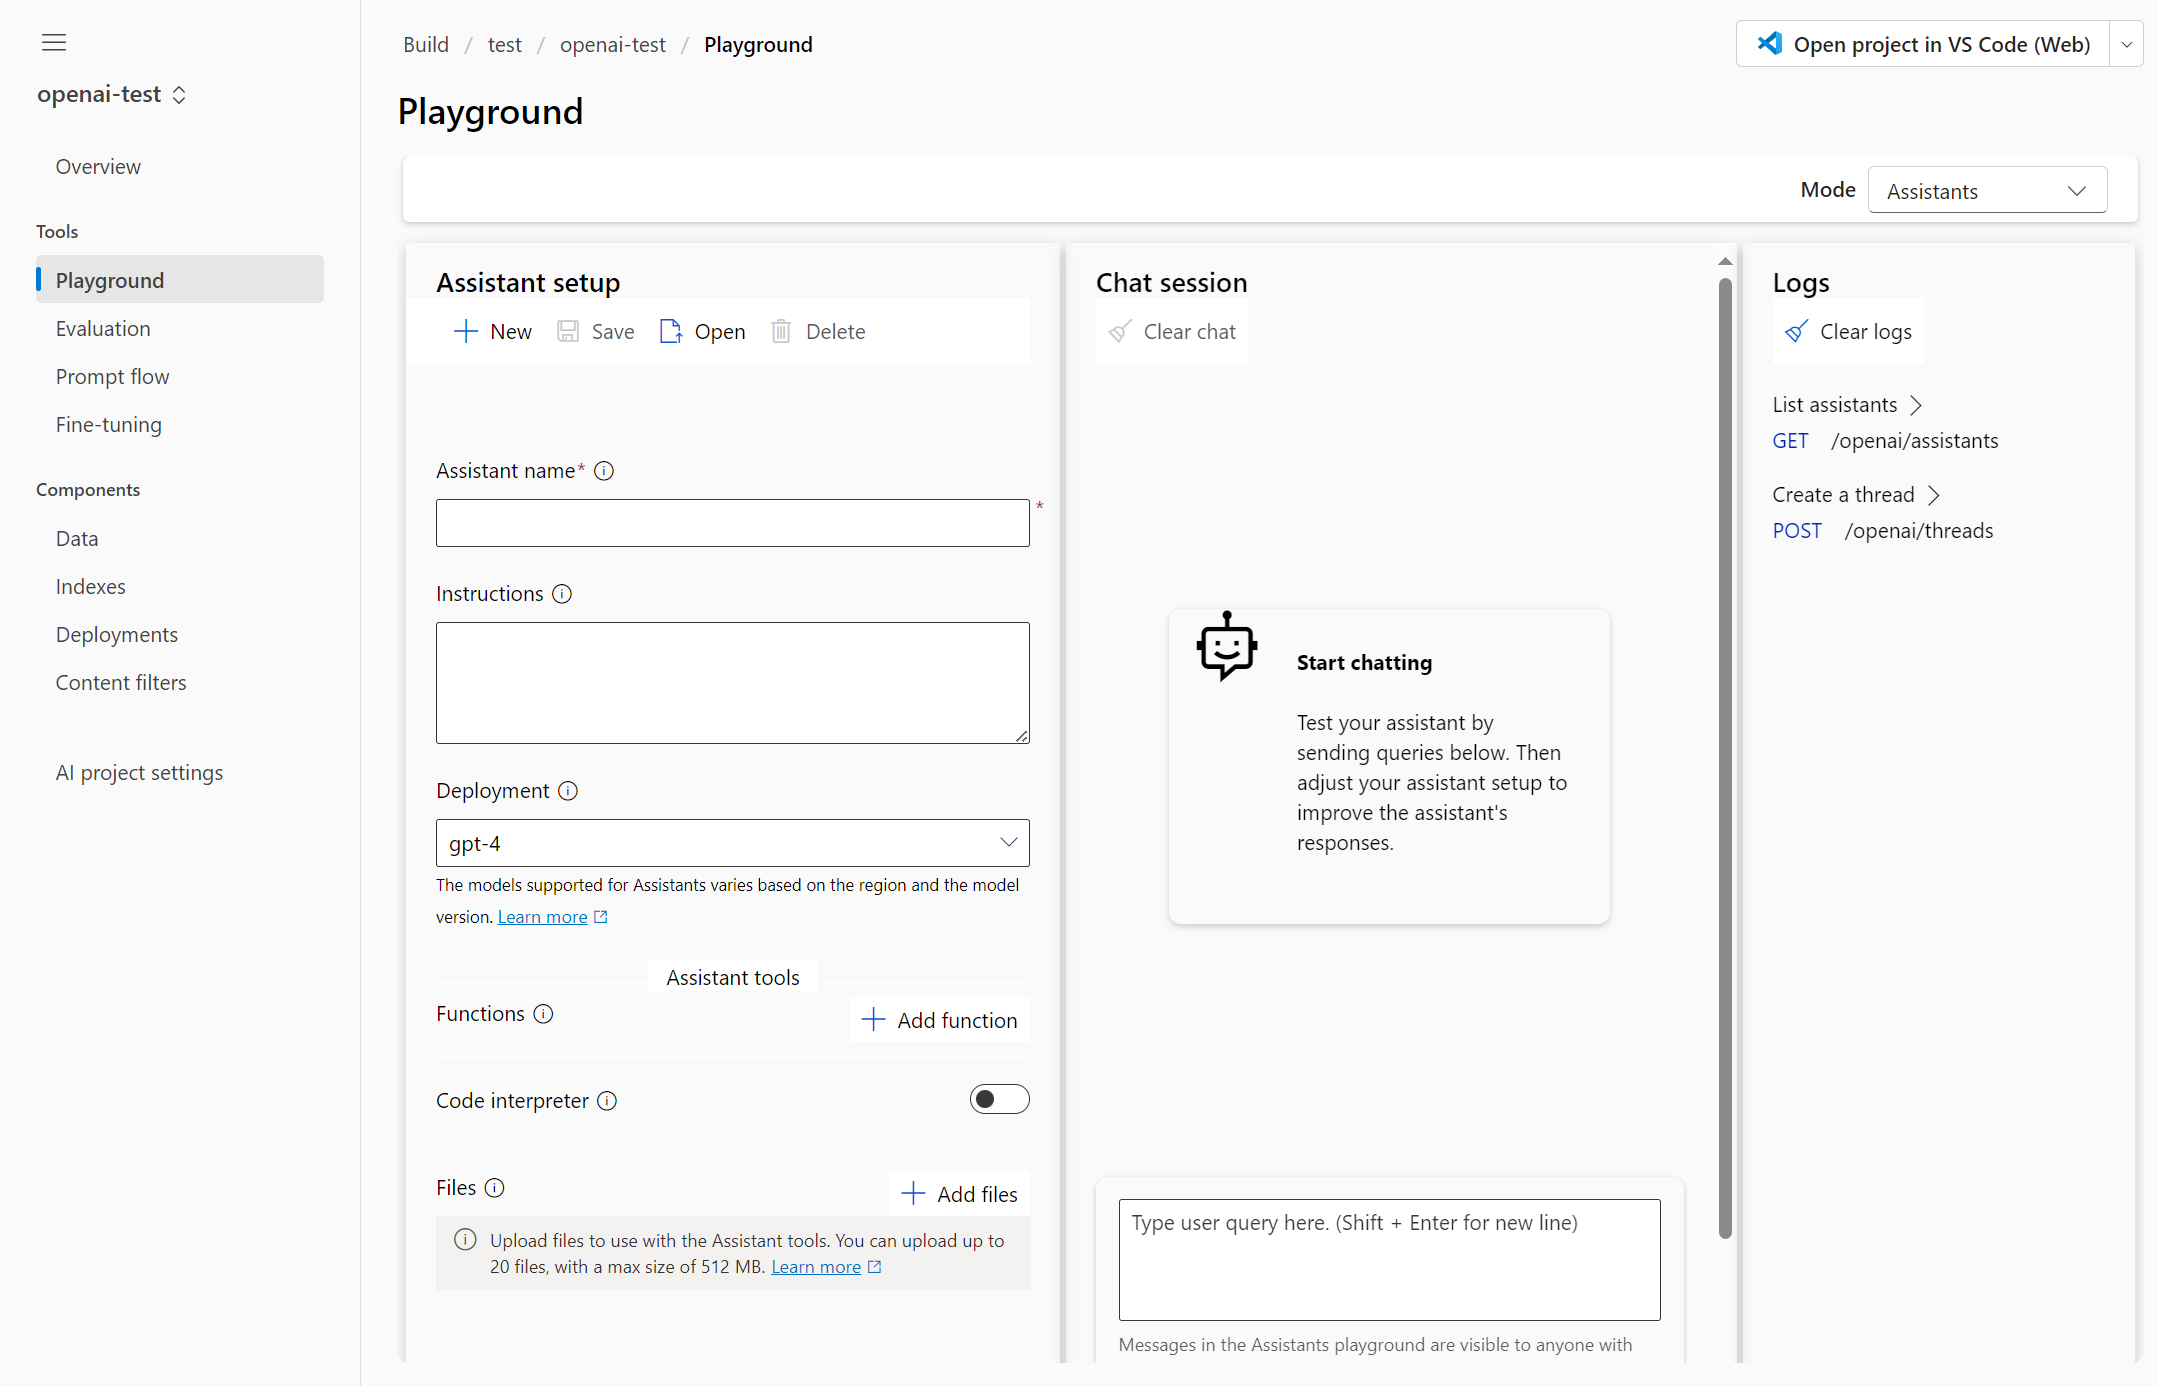 openai-test
Overview
Tools
Playground
Evaluation
Prompt flow
Fine-tuning
Components
Data
Indexes
Deployments
Content filters
AI project settings
Build / test / openai-test / Playground
Open project in VS Code (Web)
Playground
Mode Assistants
Assistant setup
New Save Open Delete
Assistant name*
*
Instructions
Deployment
gpt-4
The models supported for Assistants varies based on the region and the model
version. Learn more
Assistant tools
Functions
Add function
Code interpreter
Files
Add files
Upload files to use with the Assistant tools. You can upload up to
20 files, with a max size of 512 MB. Learn more
Chat session
Clear chat
Start chatting
Test your assistant by
sending queries below. Then
adjust your assistant setup to
improve the assistant's
responses.
Type user query here. (Shift + Enter for new line)
Messages in the Assistants playground are visible to anyone with
Logs
Clear logs
List assistants
GET /openai/assistants
Create a thread
POST /openai/threads